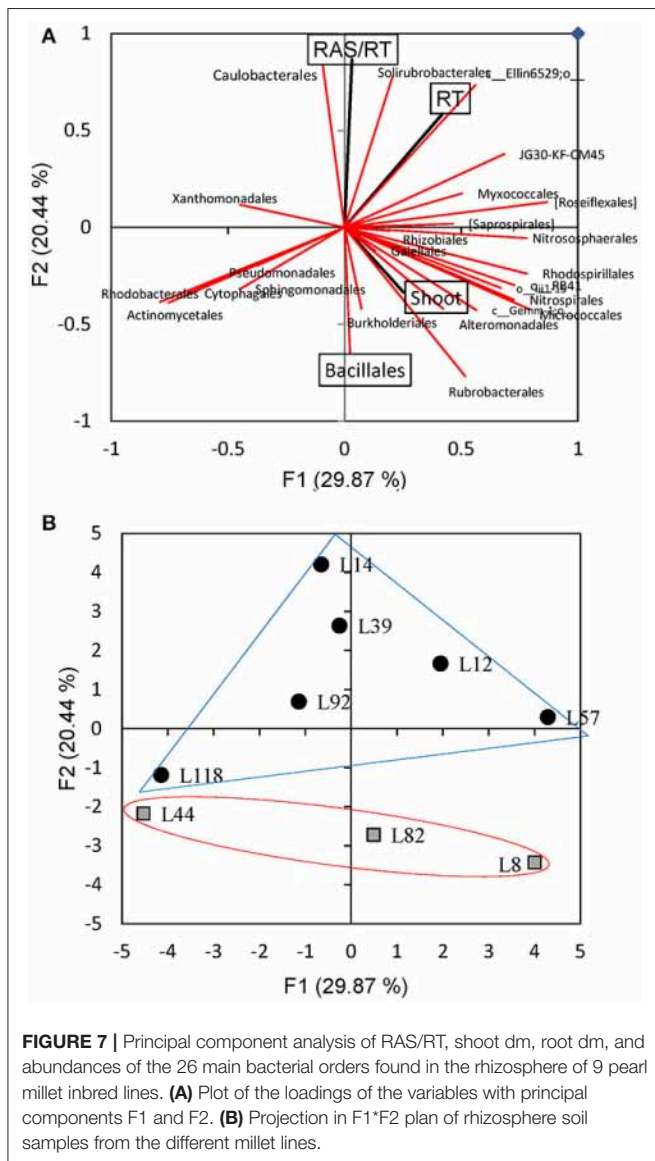 A
RAS/RT
Caulobacterales
Solirubrobacterales
c__Ellin6529;o__
RT
JG30-KF-CM45
Xanthomonadales
Myxococcales
[Roseiflexales]
[Saprospirales]
Rhizobiales
Nitrososphaerales
Gaiellales
Pseudomonadales
Rhodospirillales
Rhodobacterales
Cytophagales
Sphingomonadales
Shoot
RB41
Nitrospirales
Actinomycetales
Burkholderiales
Micrococcales
Alteromonadales
Bacillales
Rubrobacterales
1
0.5
0
-0.5
-1
-1 -0.5 0 0.5 1
F2 (20.44 %)
F1 (29.87 %)
B
5
4
3
2
1
0
-1
-2
-3
-4
-5
L14
L39
L12
L92
L57
L118
L44
L82
L8
-5 -4 -3 -2 -1 0 1 2 3 4 5
F2 (20.44 %)
F1 (29.87 %)
FIGURE 7 | Principal component analysis of RAS/RT, shoot dm, root dm, and
abundances of the 26 main bacterial orders found in the rhizosphere of 9 pearl
millet inbred lines. (A) Plot of the loadings of the variables with principal
components F1 and F2. (B) Projection in F1*F2 plan of rhizosphere soil
samples from the different millet lines.